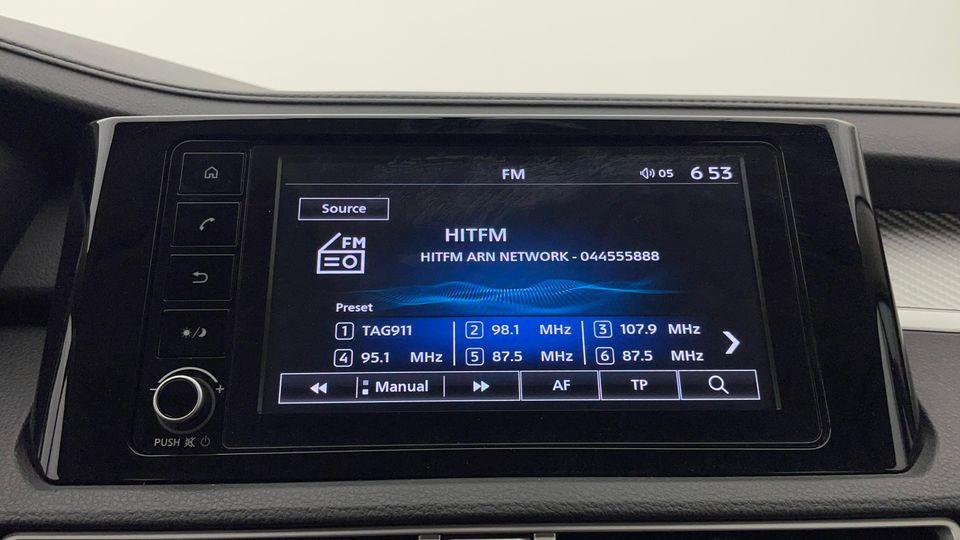 FM 05 6 53
Source
FM
HITFM
HITFM ARN NETWORK - 044555888
Preset
1 TAG911 2 98.1 MHz 3 107.9 MHz
4 95.1 MHz 5 87.5 MHz 6 87.5 MHz
Manual AF TP
- +
PUSH